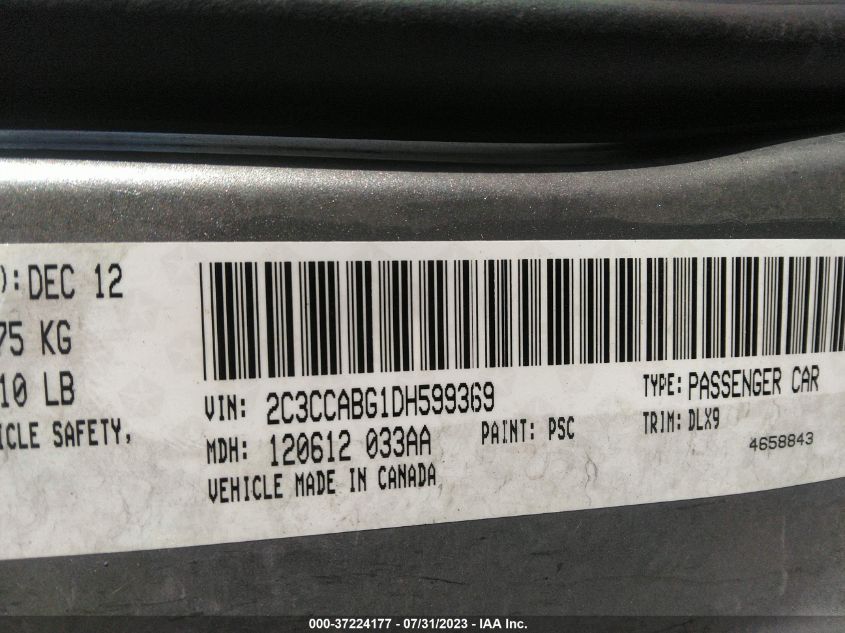 ): DEC 12
75 KG
10 LB
ICLE SAFETY,
VIN: 2C3CCABG1DH599369
TYPE: PASSENGER CAR
MDH: 120612 033AA
PAINT: PSC
TRIM: DLX9
VEHICLE MADE IN CANADA
4658843
000-37224177 - 07/31/2023 - IAA Inc.